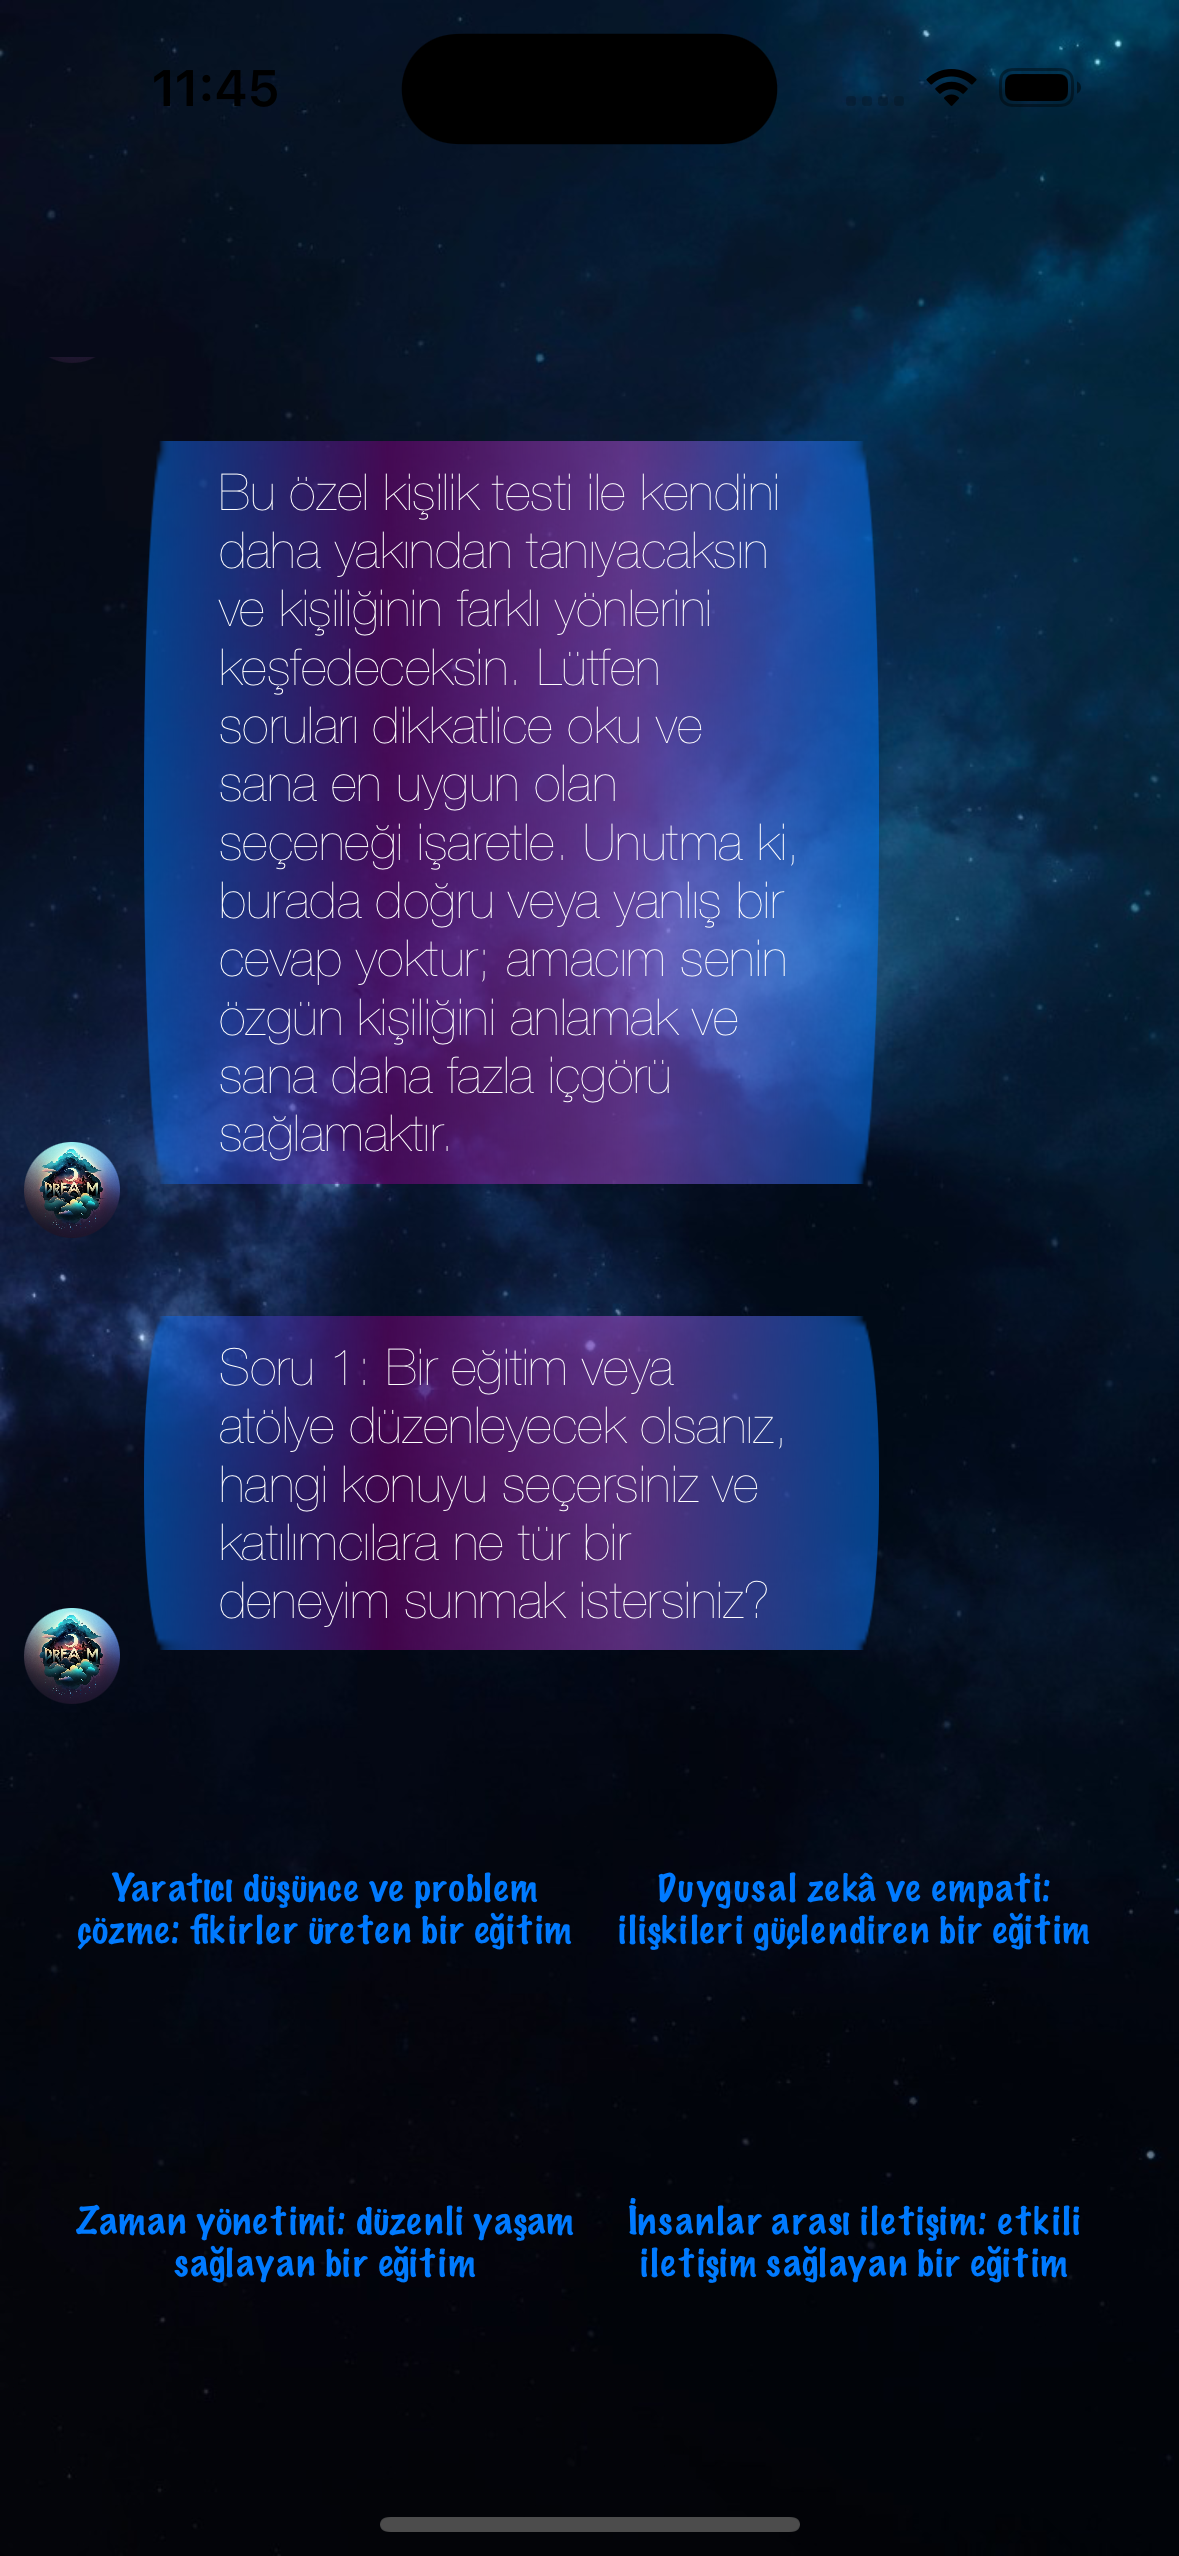 11:45
Bu özel kişilik testi ile kendini
daha yakından tanıyacaksın
ve kişiliğinin farklı yönlerini
keşfedeceksin. Lütfen
soruları dikkatlice oku ve
sana en uygun olan
seçeneği işaretle. Unutma ki,
burada doğru veya yanlış bir
cevap yoktur; amacım senin
özgün kişiliğini anlamak ve
sana daha fazla içgörü
sağlamaktır.
DREAM
Soru 1: Bir eğitim veya
atölye düzenleyecek olsanız,
hangi konuyu seçersiniz ve
katılımcılara ne tür bir
deneyim sunmak istersiniz?
DREAM
Yaratıcı düşünce ve problem
çözme: fikirler üreten bir eğitim
Duygusal zekâ ve empati:
ilişkileri güçlendiren bir eğitim
Zaman yönetimi: düzenli yaşam
sağlayan bir eğitim
İnsanlar arası iletişim: etkili
iletişim sağlayan bir eğitim